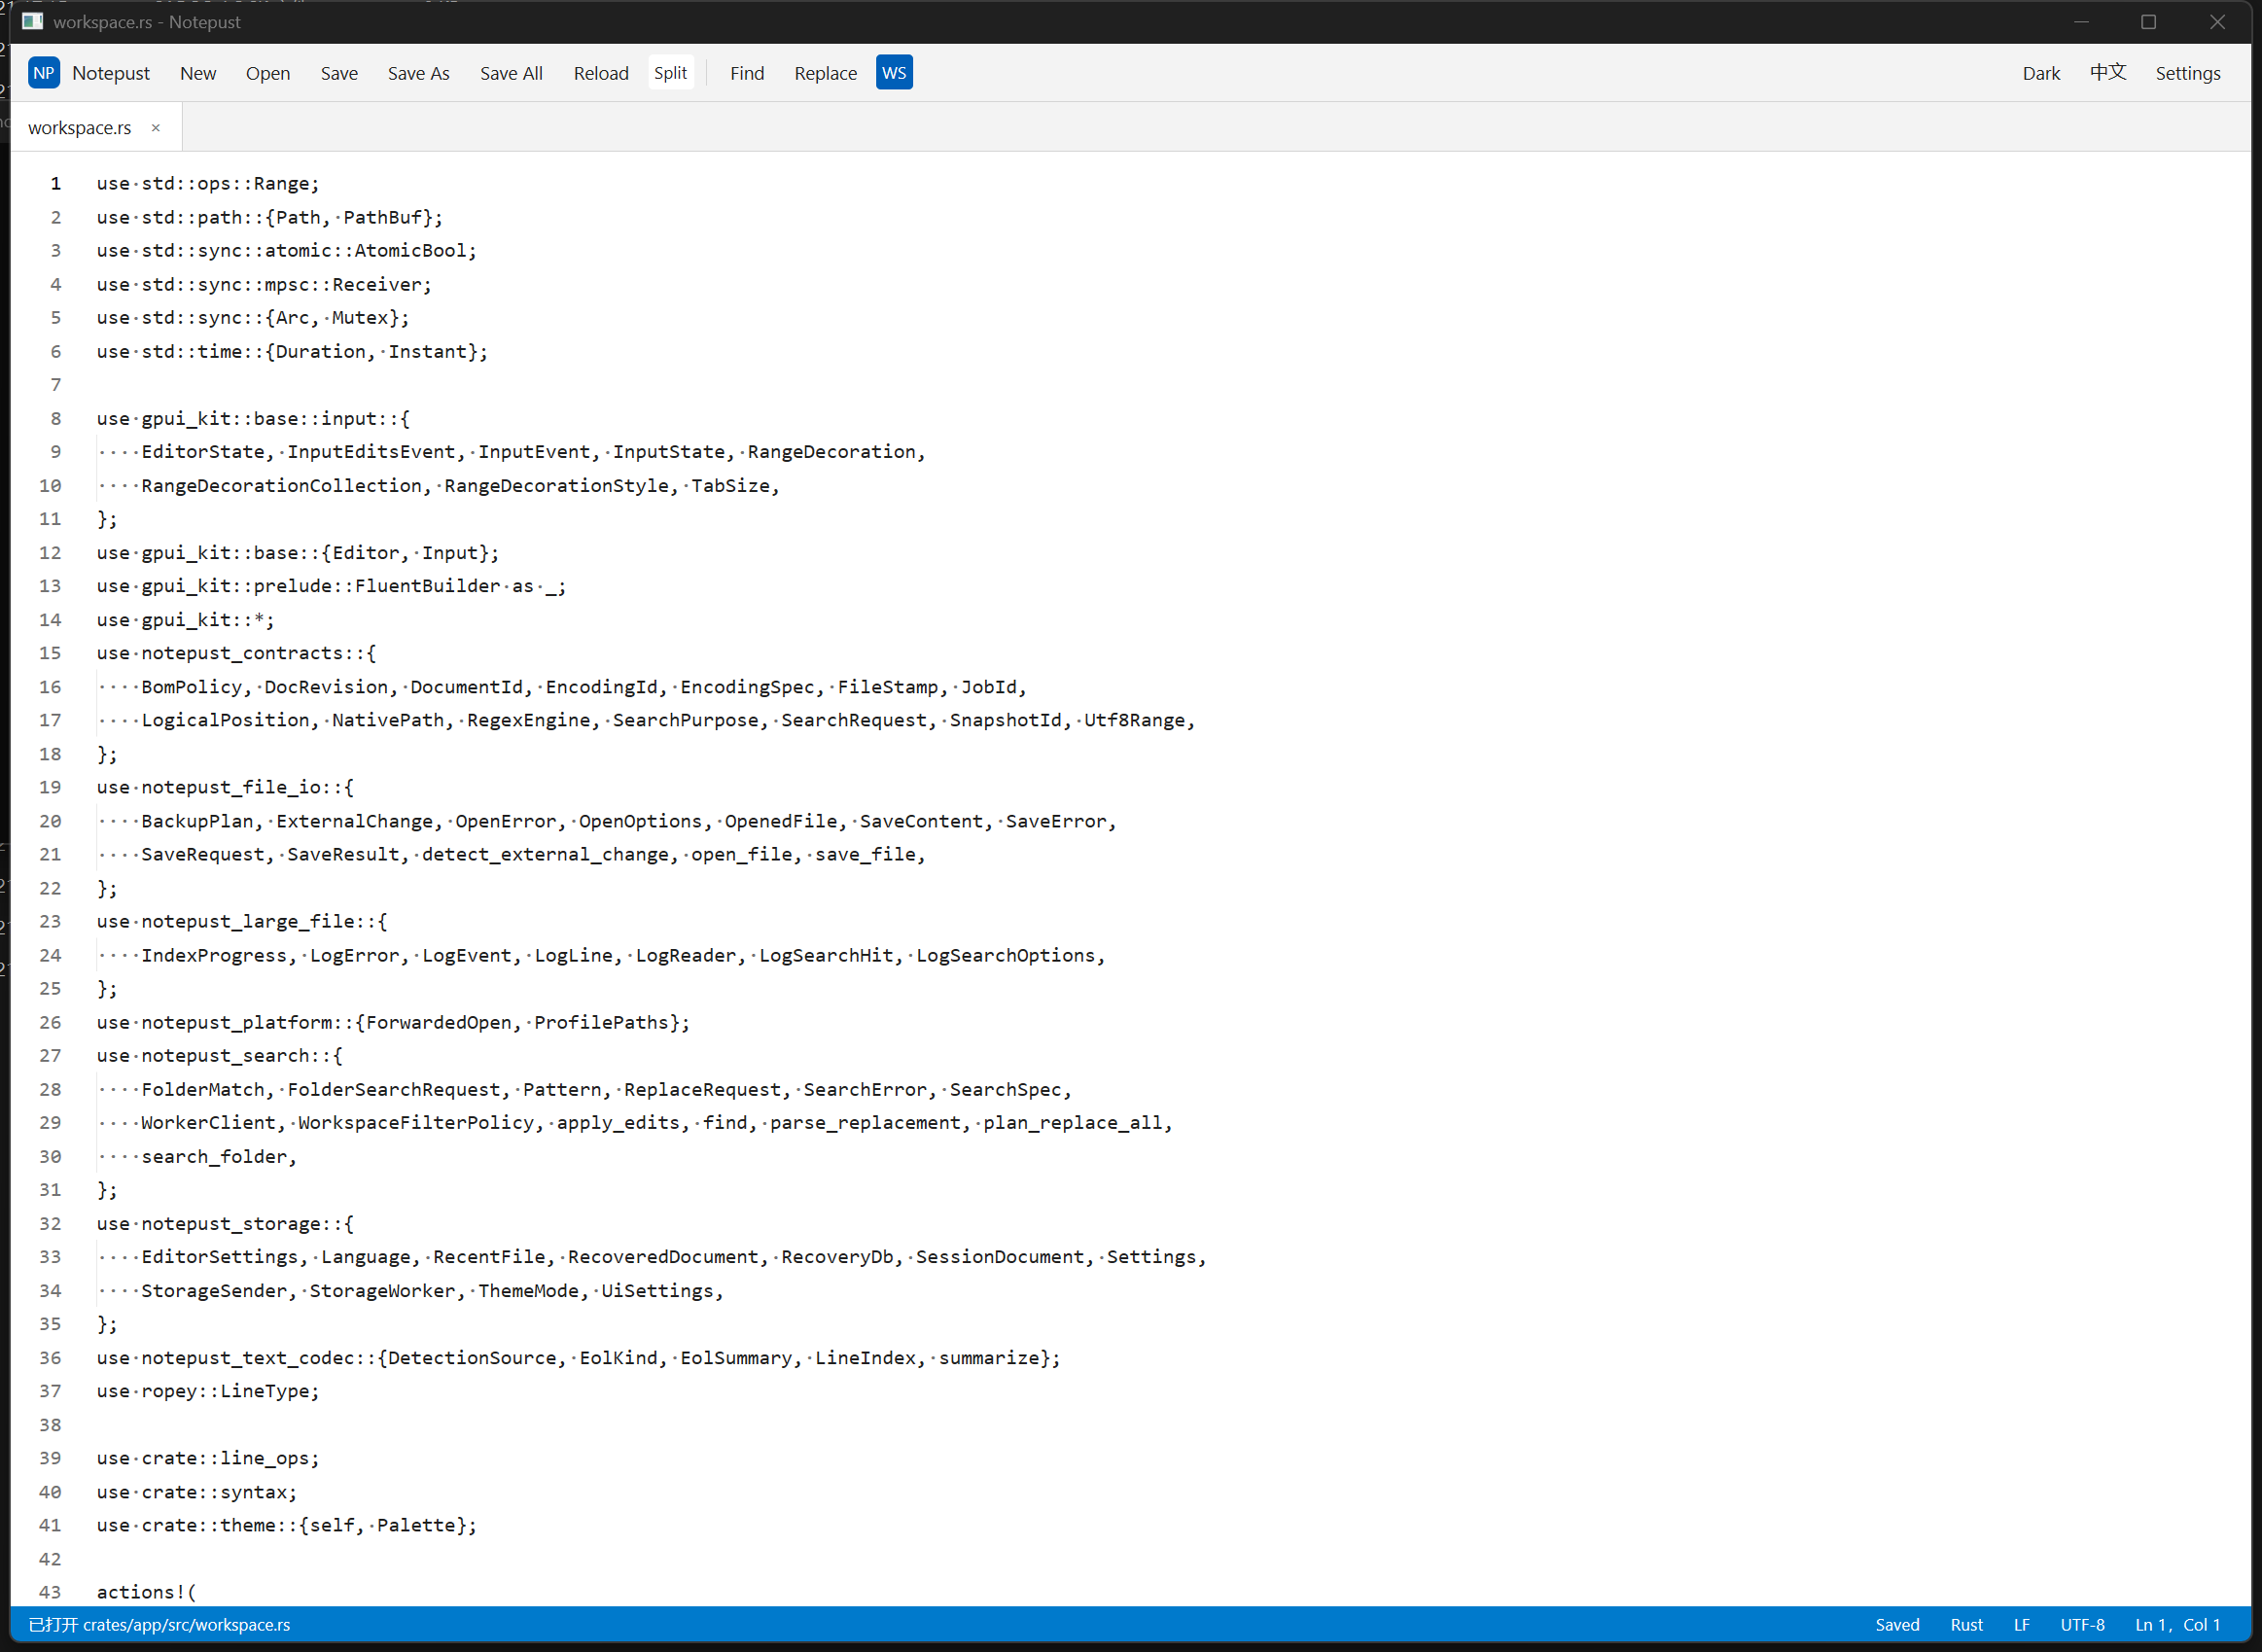 workspace.rs - Notepust
NP Notepust New Open Save Save As Save All Reload Split Find Replace WS Dark 中文 Settings
workspace.rs ×
1 use·std::ops::Range;
2 use·std::path::{Path,·PathBuf};
3 use·std::sync::atomic::AtomicBool;
4 use·std::sync::mpsc::Receiver;
5 use·std::sync::{Arc,·Mutex};
6 use·std::time::{Duration,·Instant};
7
8 use·gpui_kit::base::input::{
9 ····EditorState,·InputEditsEvent,·InputEvent,·InputState,·RangeDecoration,
10 ····RangeDecorationCollection,·RangeDecorationStyle,·TabSize,
11 };
12 use·gpui_kit::base::{Editor,·Input};
13 use·gpui_kit::prelude::FluentBuilder·as·_;
14 use·gpui_kit::*;
15 use·notepust_contracts::{
16 ····BomPolicy,·DocRevision,·DocumentId,·EncodingId,·EncodingSpec,·FileStamp,·JobId,
17 ····LogicalPosition,·NativePath,·RegexEngine,·SearchPurpose,·SearchRequest,·SnapshotId,·Utf8Range,
18 };
19 use·notepust_file_io::{
20 ····BackupPlan,·ExternalChange,·OpenError,·OpenOptions,·OpenedFile,·SaveContent,·SaveError,
21 ····SaveRequest,·SaveResult,·detect_external_change,·open_file,·save_file,
22 };
23 use·notepust_large_file::{
24 ····IndexProgress,·LogError,·LogEvent,·LogLine,·LogReader,·LogSearchHit,·LogSearchOptions,
25 };
26 use·notepust_platform::{ForwardedOpen,·ProfilePaths};
27 use·notepust_search::{
28 ····FolderMatch,·FolderSearchRequest,·Pattern,·ReplaceRequest,·SearchError,·SearchSpec,
29 ····WorkerClient,·WorkspaceFilterPolicy,·apply_edits,·find,·parse_replacement,·plan_replace_all,
30 ····search_folder,
31 };
32 use·notepust_storage::{
33 ····EditorSettings,·Language,·RecentFile,·RecoveredDocument,·RecoveryDb,·SessionDocument,·Settings,
34 ····StorageSender,·StorageWorker,·ThemeMode,·UiSettings,
35 };
36 use·notepust_text_codec::{DetectionSource,·EolKind,·EolSummary,·LineIndex,·summarize};
37 use·ropey::LineType;
38
39 use·crate::line_ops;
40 use·crate::syntax;
41 use·crate::theme::{self,·Palette};
42
43 actions!(
已打开 crates/app/src/workspace.rs Saved Rust LF UTF-8 Ln 1, Col 1